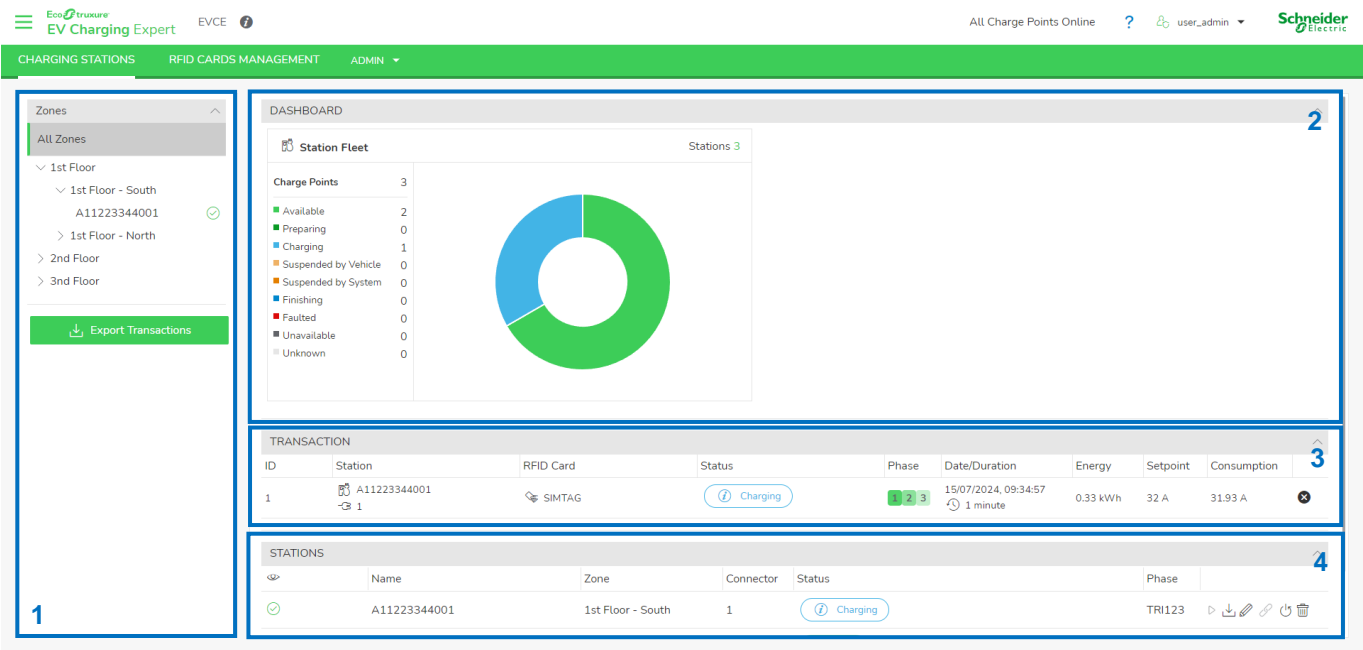 EcoStruxure
EV Charging Expert
EVCE
All Charge Points Online
?
user_admin
Schneider
Electric
CHARGING STATIONS
RFID CARDS MANAGEMENT
ADMIN
Zones
All Zones
1st Floor
1st Floor - South
A11223344001
1st Floor - North
2nd Floor
3nd Floor
Export Transactions
1
DASHBOARD
2
Station Fleet
Stations 3
Charge Points 3
Available 2
Preparing 0
Charging 1
Suspended by Vehicle 0
Suspended by System 0
Finishing 0
Faulted 0
Unavailable 0
Unknown 0
TRANSACTION
3
ID Station RFID Card Status Phase Date/Duration Energy Setpoint Consumption
1 A11223344001 1 SIMTAG Charging 1 2 3 15/07/2024, 09:34:57 1 minute 0.33 kWh 32 A 31.93 A
STATIONS
4
Name Zone Connector Status Phase
A11223344001 1st Floor - South 1 Charging TRI123